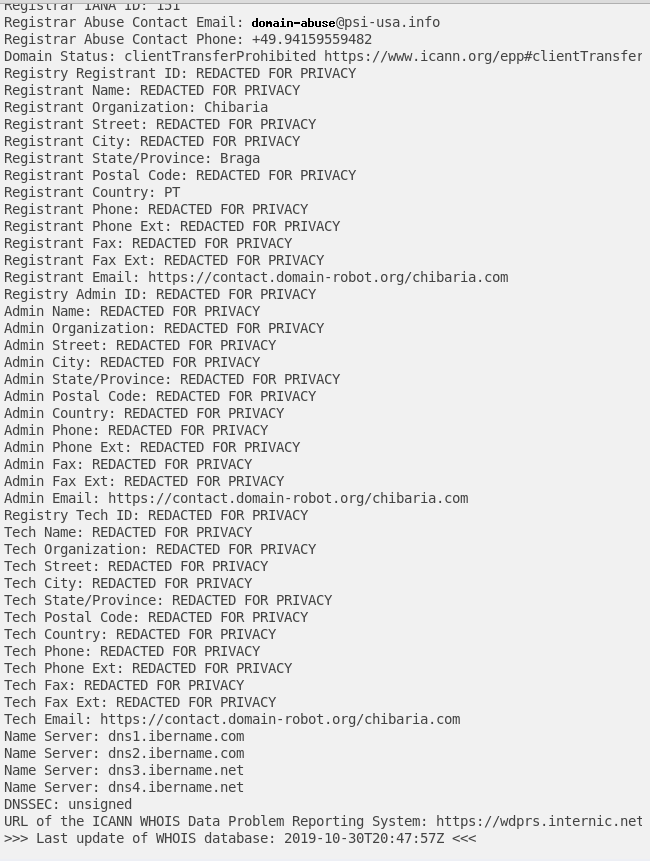 Registrar IANA ID: 151
Registrar Abuse Contact Email: domain-abuse@psi-usa.info
Registrar Abuse Contact Phone: +49.94159559482
Domain Status: clientTransferProhibited https://www.icann.org/epp#clientTransfer
Registry Registrant ID: REDACTED FOR PRIVACY
Registrant Name: REDACTED FOR PRIVACY
Registrant Organization: Chibaria
Registrant Street: REDACTED FOR PRIVACY
Registrant City: REDACTED FOR PRIVACY
Registrant State/Province: Braga
Registrant Postal Code: REDACTED FOR PRIVACY
Registrant Country: PT
Registrant Phone: REDACTED FOR PRIVACY
Registrant Phone Ext: REDACTED FOR PRIVACY
Registrant Fax: REDACTED FOR PRIVACY
Registrant Fax Ext: REDACTED FOR PRIVACY
Registrant Email: https://contact.domain-robot.org/chibaria.com
Registry Admin ID: REDACTED FOR PRIVACY
Admin Name: REDACTED FOR PRIVACY
Admin Organization: REDACTED FOR PRIVACY
Admin Street: REDACTED FOR PRIVACY
Admin City: REDACTED FOR PRIVACY
Admin State/Province: REDACTED FOR PRIVACY
Admin Postal Code: REDACTED FOR PRIVACY
Admin Country: REDACTED FOR PRIVACY
Admin Phone: REDACTED FOR PRIVACY
Admin Phone Ext: REDACTED FOR PRIVACY
Admin Fax: REDACTED FOR PRIVACY
Admin Fax Ext: REDACTED FOR PRIVACY
Admin Email: https://contact.domain-robot.org/chibaria.com
Registry Tech ID: REDACTED FOR PRIVACY
Tech Name: REDACTED FOR PRIVACY
Tech Organization: REDACTED FOR PRIVACY
Tech Street: REDACTED FOR PRIVACY
Tech City: REDACTED FOR PRIVACY
Tech State/Province: REDACTED FOR PRIVACY
Tech Postal Code: REDACTED FOR PRIVACY
Tech Country: REDACTED FOR PRIVACY
Tech Phone: REDACTED FOR PRIVACY
Tech Phone Ext: REDACTED FOR PRIVACY
Tech Fax: REDACTED FOR PRIVACY
Tech Fax Ext: REDACTED FOR PRIVACY
Tech Email: https://contact.domain-robot.org/chibaria.com
Name Server: dns1.ibername.com
Name Server: dns2.ibername.com
Name Server: dns3.ibername.net
Name Server: dns4.ibername.net
DNSSEC: unsigned
URL of the ICANN WHOIS Data Problem Reporting System: https://wdprs.internic.net
>>> Last update of WHOIS database: 2019-10-30T20:47:57Z <<<